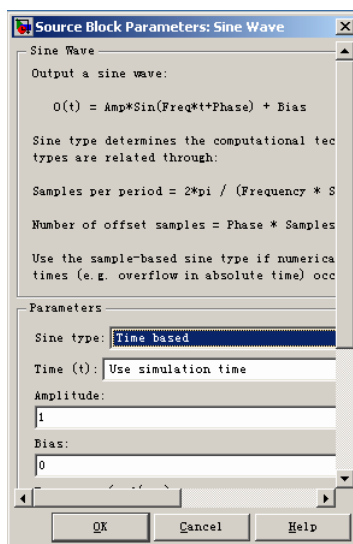 Source Block Parameters: Sine Wave
Sine Wave
Output a sine wave:
O(t) = Amp*Sin(Freq*t+Phase) + Bias
Sine type determines the computational tec
types are related through:
Samples per period = 2*pi / (Frequency * S
Number of offset samples = Phase * Samples
Use the sample-based sine type if numerica
times (e.g. overflow in absolute time) occ
Parameters
Sine type: Time based
Time (t): Use simulation time
Amplitude:
1
Bias:
0
OK Cancel Help